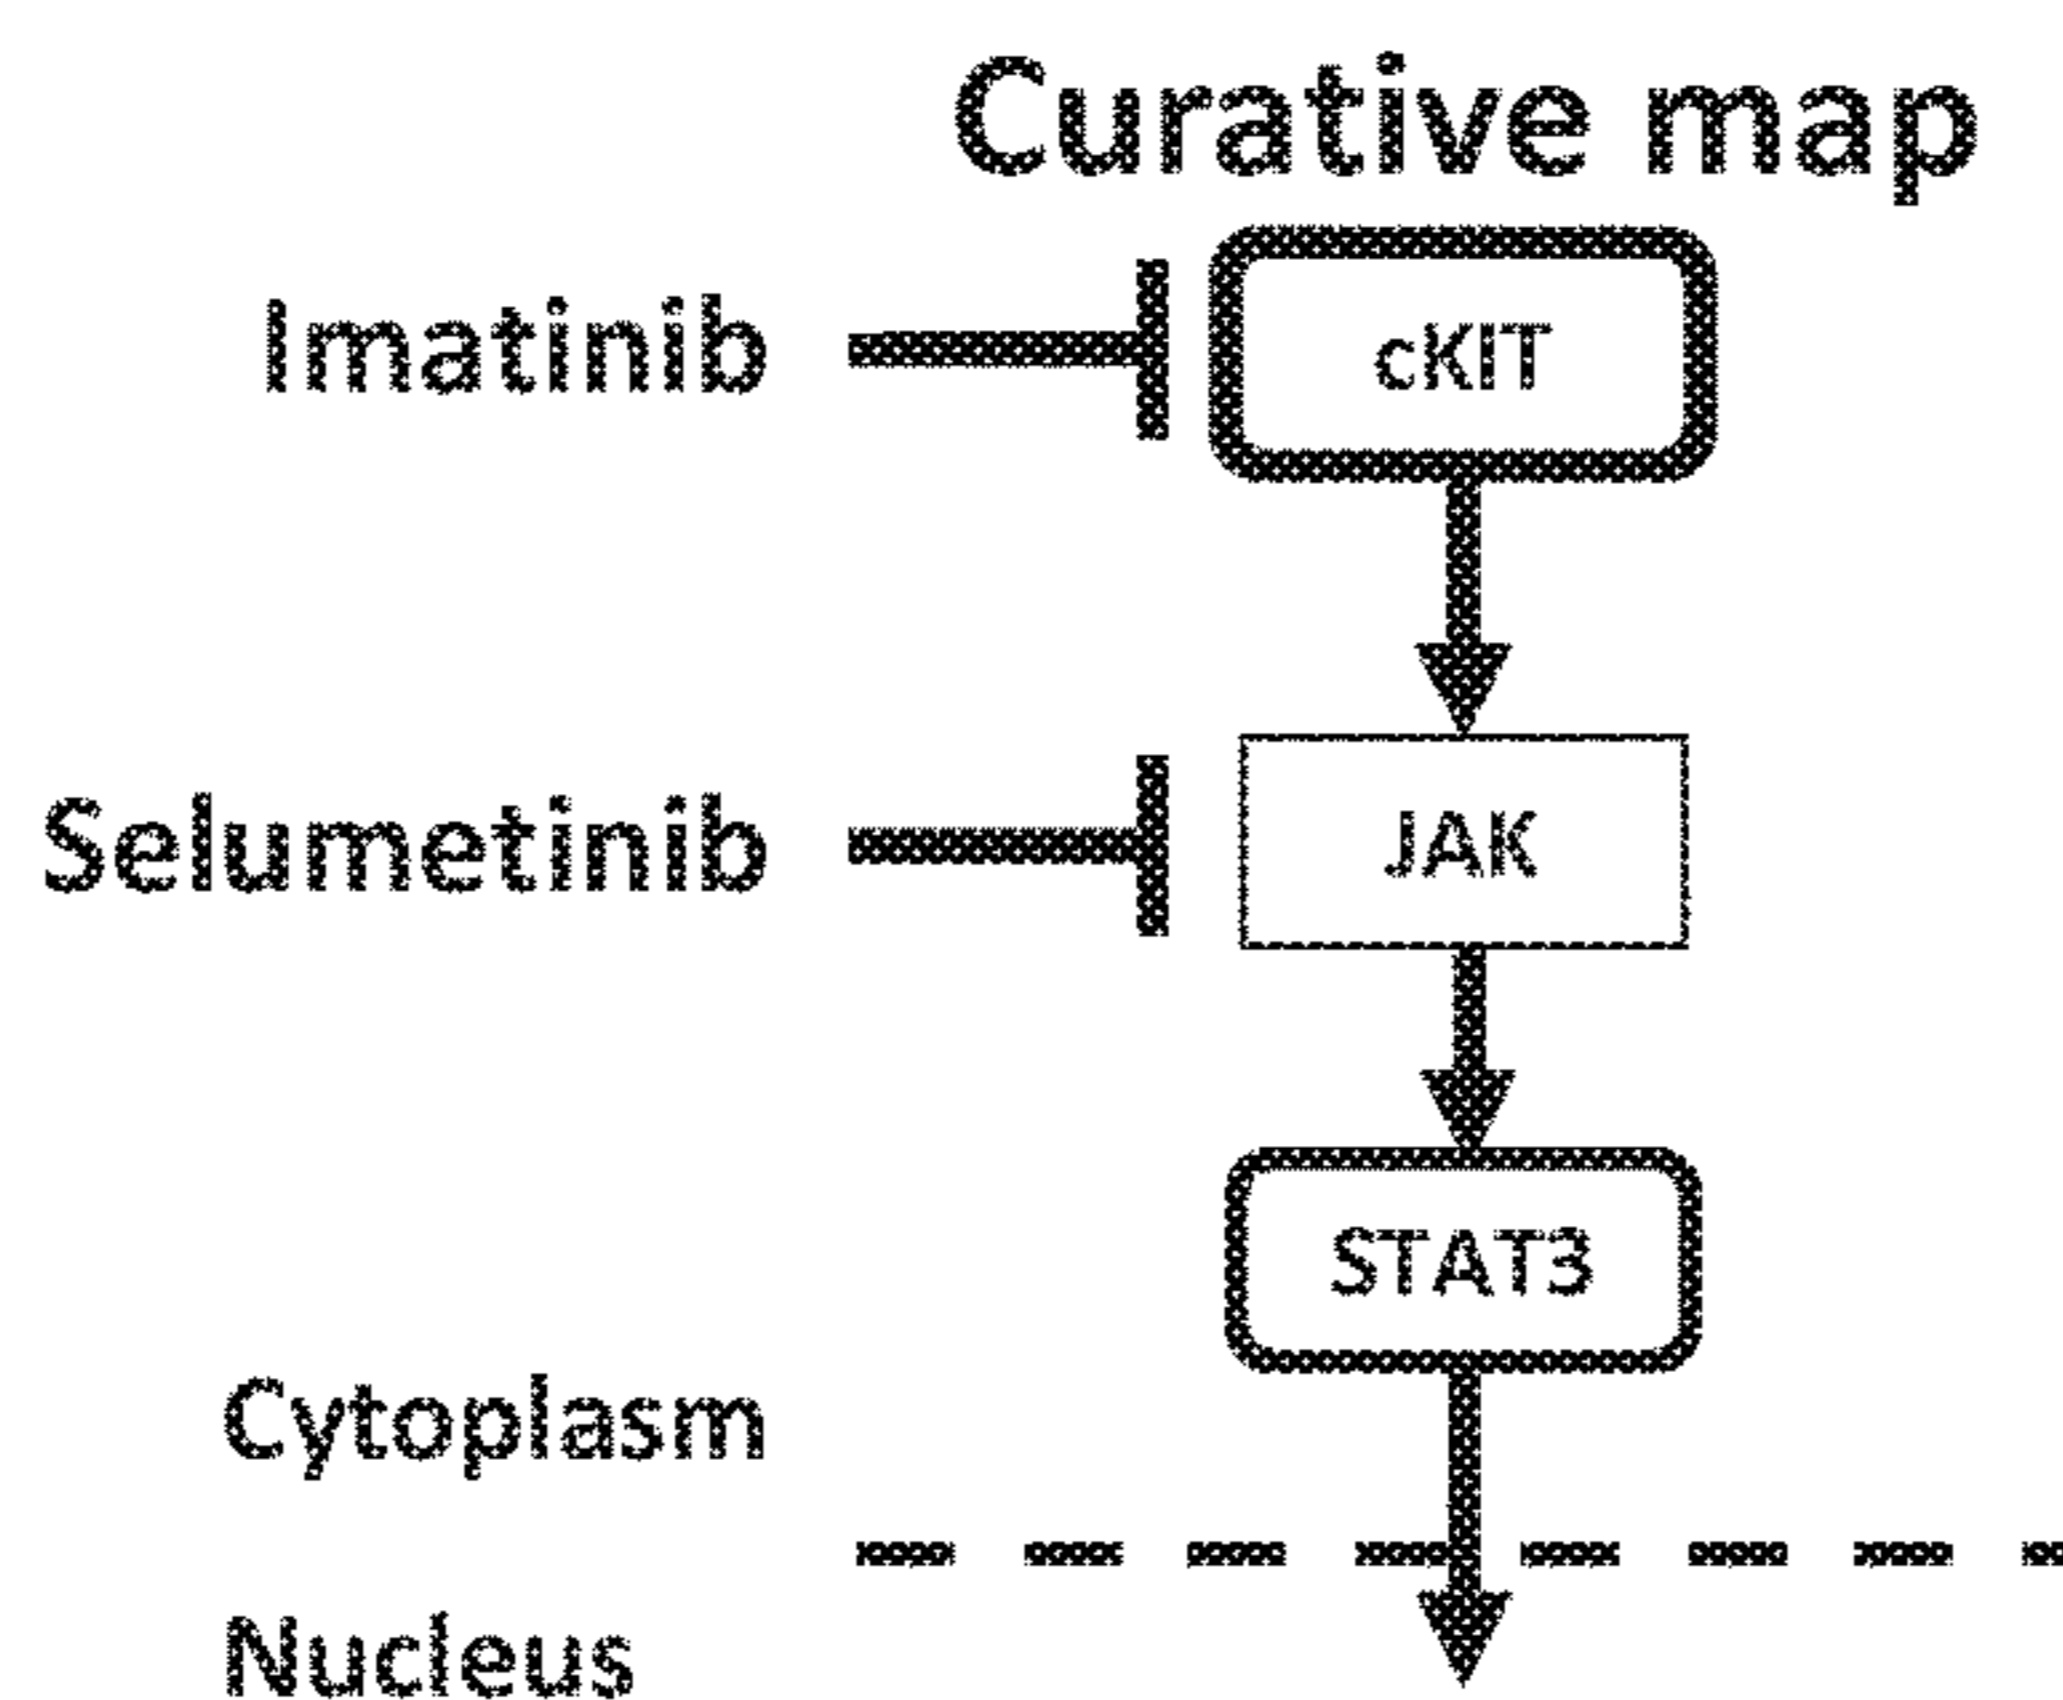 Curative map
Imatinib
cKIT
Selumetinib
JAK
STAT3
Cytoplasm
Nucleus